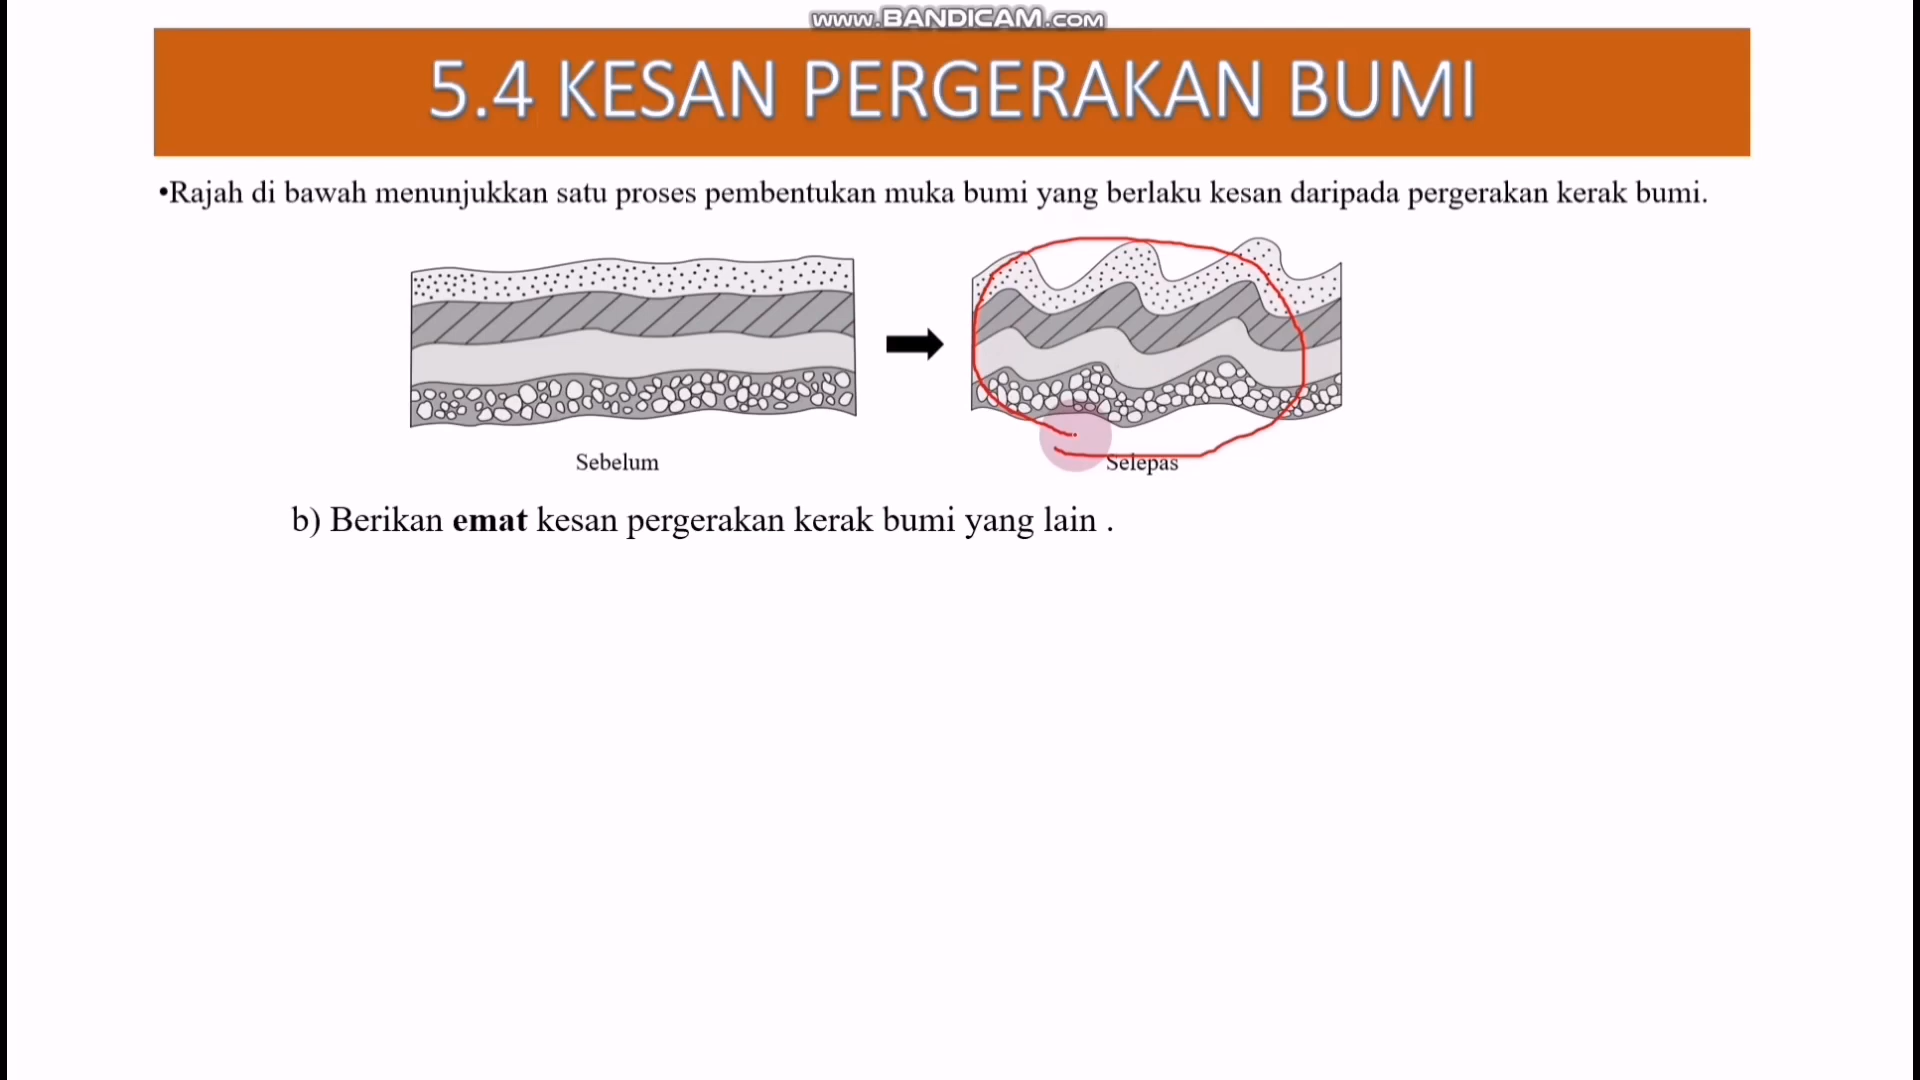 www.BANDICAM.com
5.4 KESAN PERGERAKAN BUMI
•Rajah di bawah menunjukkan satu proses pembentukan muka bumi yang berlaku kesan daripada pergerakan kerak bumi.
Sebelum
Selepas
b) Berikan emat kesan pergerakan kerak bumi yang lain .